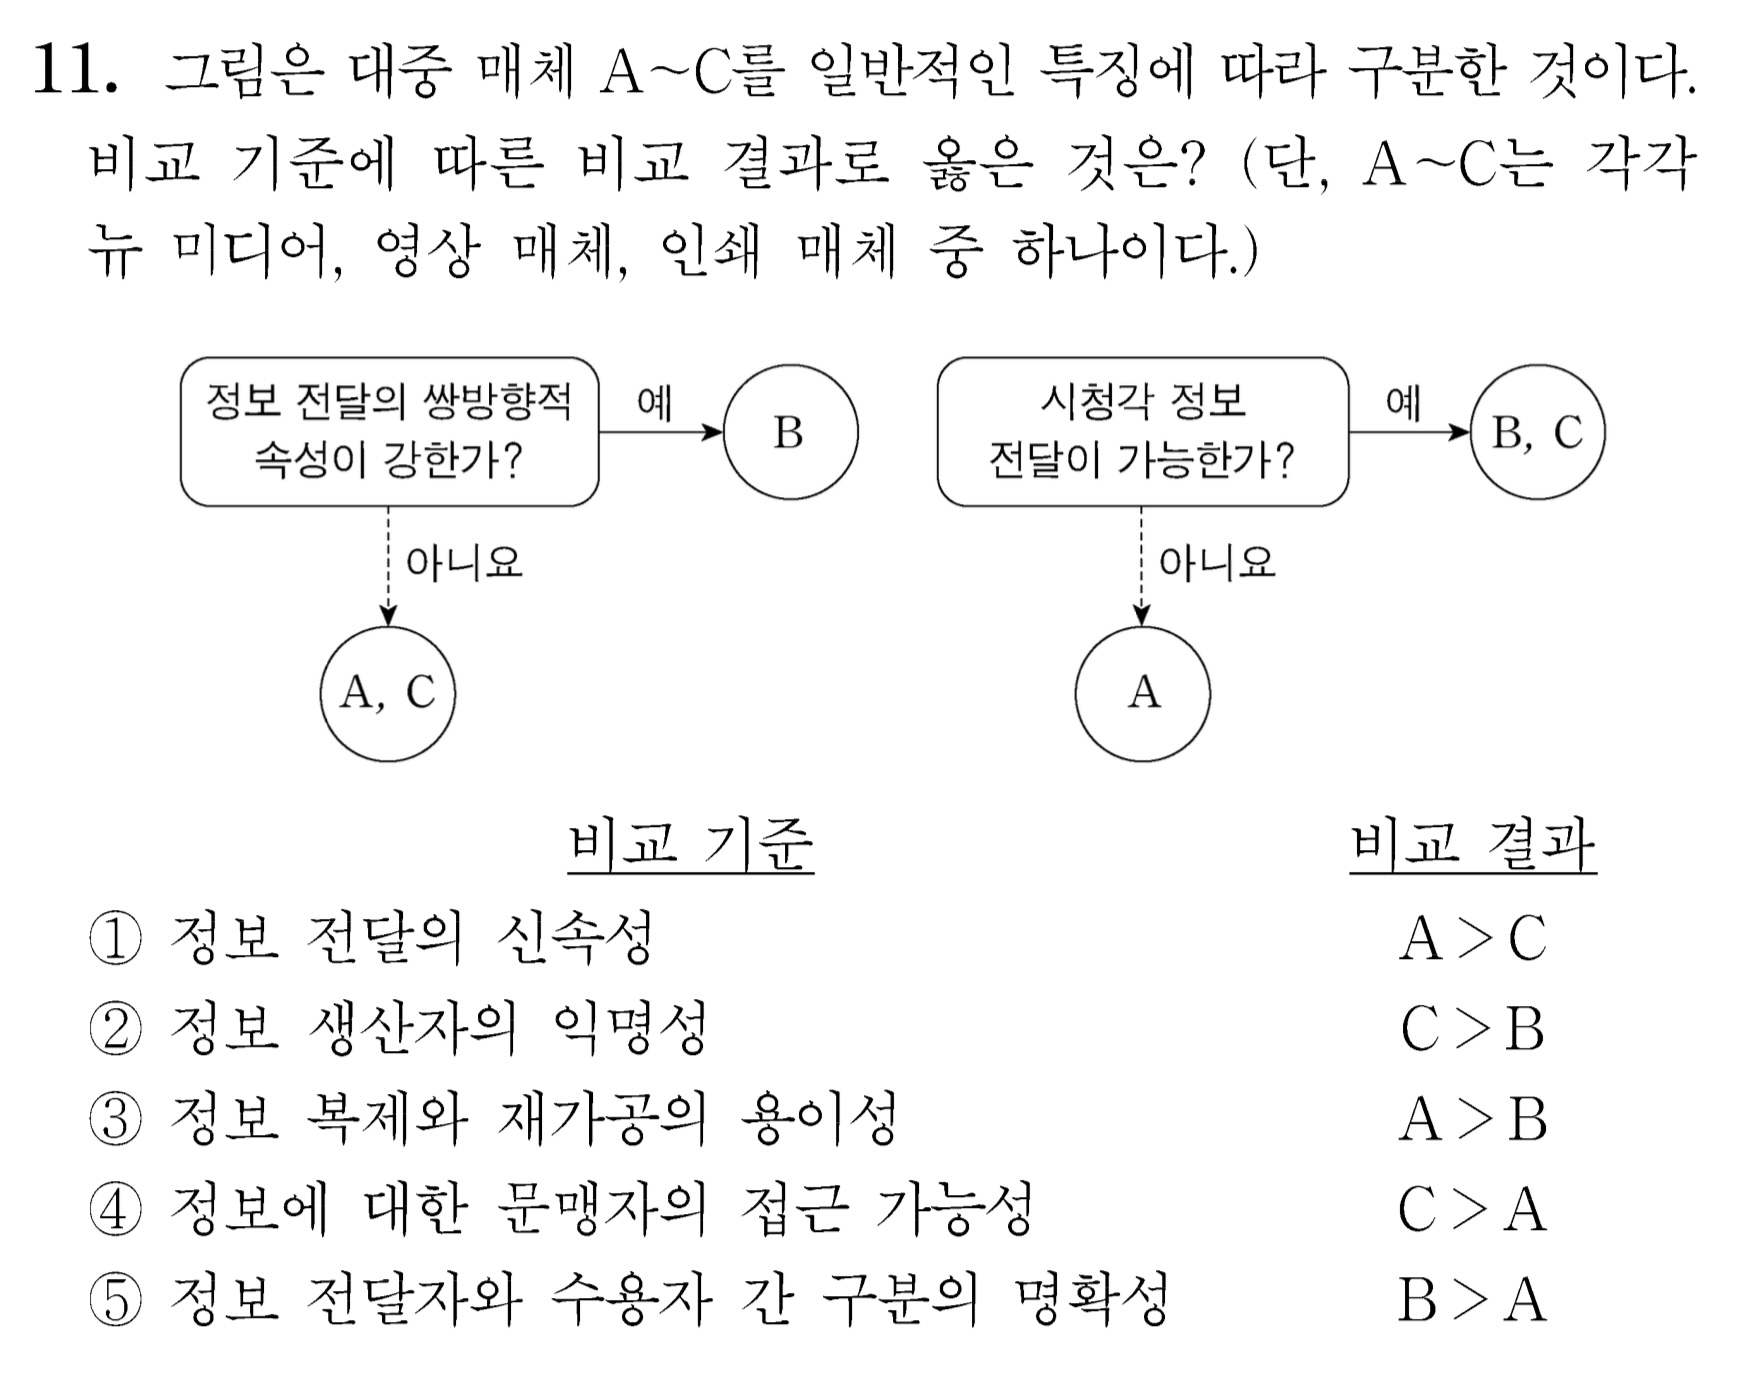 11. 그림은 대중 매체 A~C를 일반적인 특징에 따라 구분한 것이다.
비교 기준에 따른 비교 결과로 옳은 것은? (단, A~C는 각각
뉴 미디어, 영상 매체, 인쇄 매체 중 하나이다.)
정보 전달의 쌍방향적
속성이 강한가?
예
B
아니요
A, C
시청각 정보
전달이 가능한가?
예
B, C
아니요
A
비교 기준 비교 결과
① 정보 전달의 신속성 A>C
② 정보 생산자의 익명성 C>B
③ 정보 복제와 재가공의 용이성 A>B
④ 정보에 대한 문맹자의 접근 가능성 C>A
⑤ 정보 전달자와 수용자 간 구분의 명확성 B>A